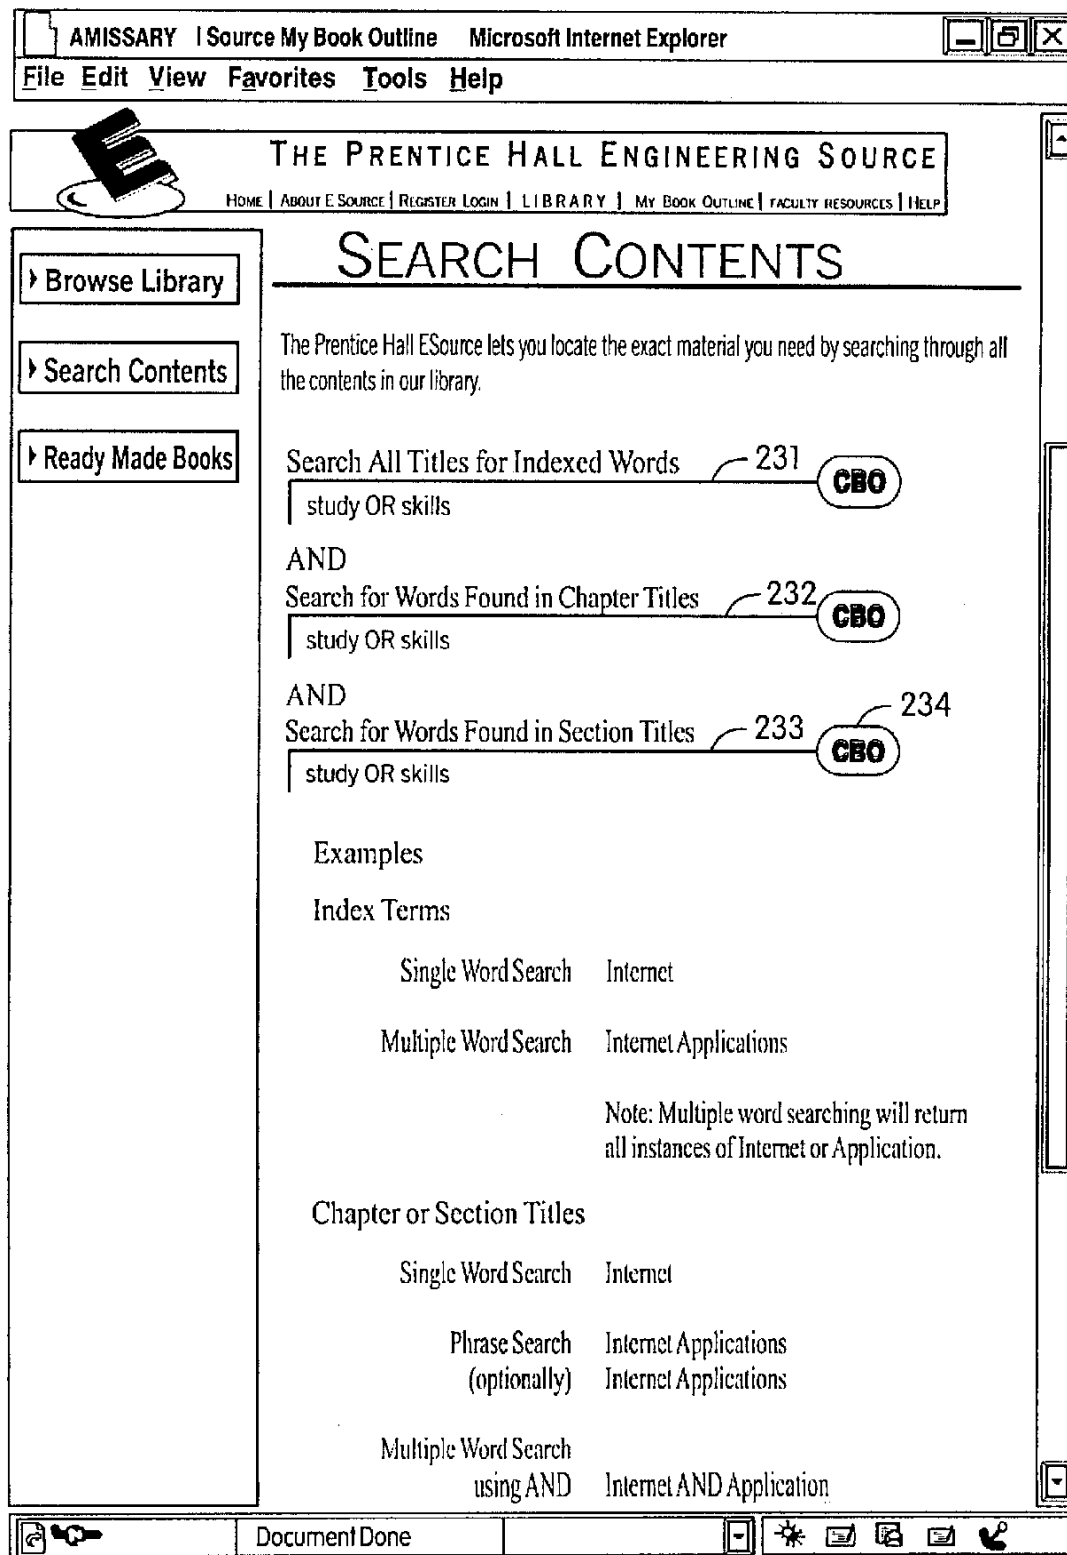 AMISSARY I Source My Book Outline Microsoft Internet Explorer
File Edit View Favorites Tools Help
THE PRENTICE HALL ENGINEERING SOURCE
HOME | ABOUT E SOURCE | REGISTER LOGIN | LIBRARY | MY BOOK OUTLINE | FACULTY RESOURCES | HELP
Browse Library
Search Contents
Ready Made Books
SEARCH CONTENTS
The Prentice Hall ESource lets you locate the exact material you need by searching through all
the contents in our library.
Search All Titles for Indexed Words 231 CBO
study OR skills
AND
Search for Words Found in Chapter Titles 232 CBO
study OR skills
AND
Search for Words Found in Section Titles 233 CBO 234
study OR skills
Examples
Index Terms
Single Word Search Internet
Multiple Word Search Internet Applications
Note: Multiple word searching will return
all instances of Internet or Application.
Chapter or Section Titles
Single Word Search Internet
Phrase Search Internet Applications
(optionally) Internet Applications
Multiple Word Search
using AND Internet AND Application
Document Done